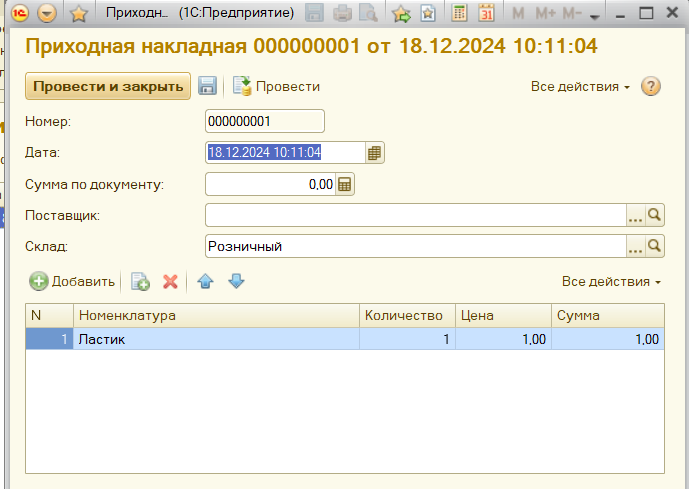 Приходн... (1С:Предприятие) M M+ M-
Приходная накладная 000000001 от 18.12.2024 10:11:04
Провести и закрыть Провести Все действия ?
Номер: 000000001
Дата: 18.12.2024 10:11:04
Сумма по документу: 0,00
Поставщик: ...
Склад: Розничный ...
Добавить Все действия
N Номенклатура Количество Цена Сумма
1 Ластик 1 1,00 1,00